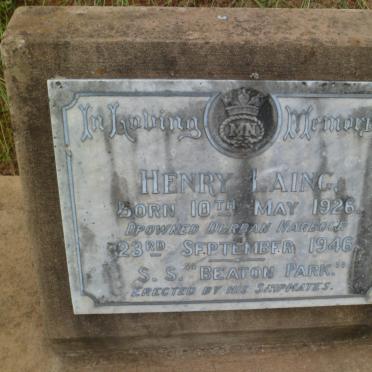 In Loving Memory
MN
HENRY LAING.
BORN 10TH MAY 1926.
DROWNED DURBAN HARBOUR
23RD SEPTEMBER 1946
S.S. "BEATON PARK."
ERECTED BY HIS SHIPMATES.